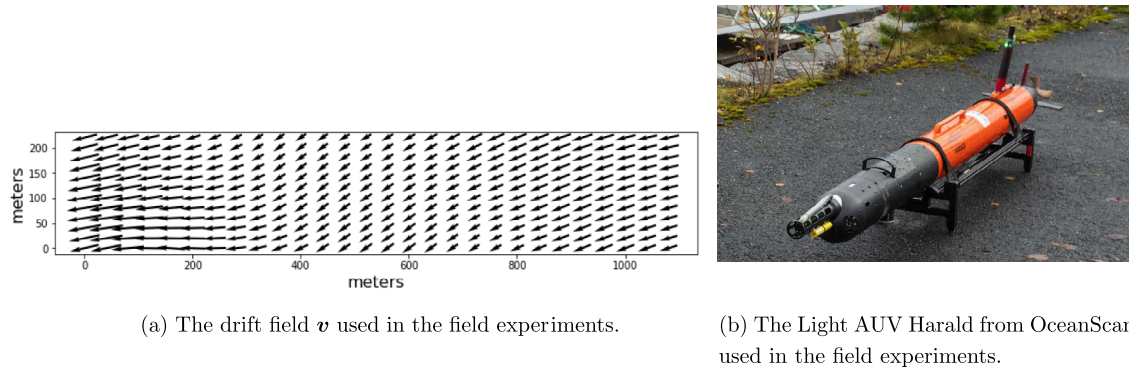 meters
200
150
100
50
0
0
200
400
600
800
1000
meters
(a) The drift field v used in the field experiments.
(b) The Light AUV Harald from OceanScan
used in the field experiments.